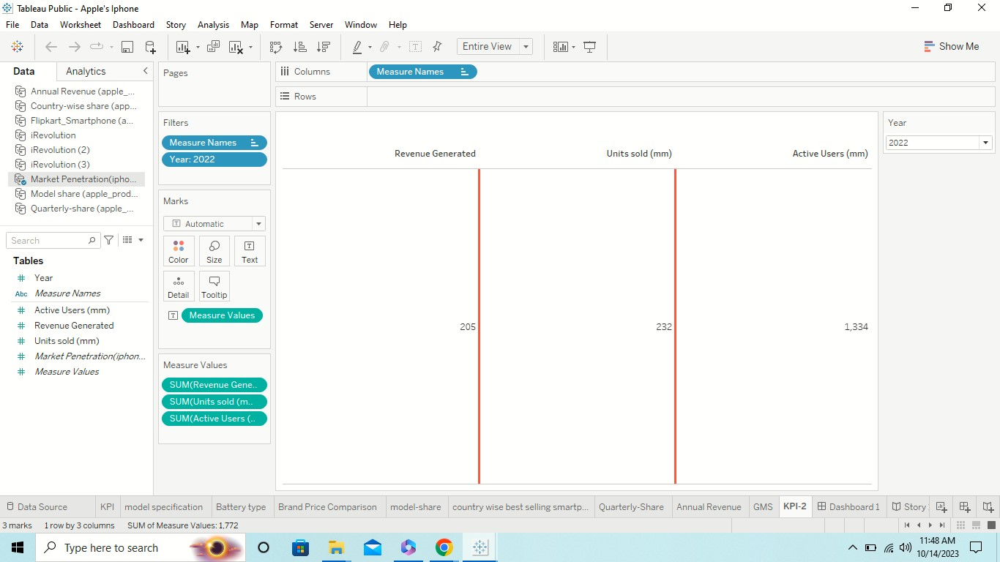 Tableau Public - Apple's Iphone
File Data Worksheet Dashboard Story Analysis Map Format Server Window Help
Entire View
Show Me
Data Analytics
Annual Revenue (apple_...
Country-wise share (app...
Flipkart_Smartphone (a...
iRevolution
iRevolution (2)
iRevolution (3)
Market Penetration(ipho...
Model share (apple_prod...
Quarterly-share (apple_...
Search
Tables
Year
Abc Measure Names
Active Users (mm)
Revenue Generated
Units sold (mm)
Market Penetration(iphon...
Measure Values
Pages
Filters
Measure Names
Year: 2022
Marks
Automatic
Color Size Text
Detail Tooltip
Measure Values
Measure Values
SUM(Revenue Gene..
SUM(Units sold (m..
SUM(Active Users (..
Columns Measure Names
Rows
Revenue Generated Units sold (mm) Active Users (mm)
205 232 1,334
Year
2022
Data Source KPI model specification Battery type Brand Price Comparison model-share country wise best selling smartp... Quarterly-Share Annual Revenue GMS KPI-2 Dashboard 1 Story
3 marks 1 row by 3 columns SUM of Measure Values: 1,772
Type here to search
11:48 AM
10/14/2023